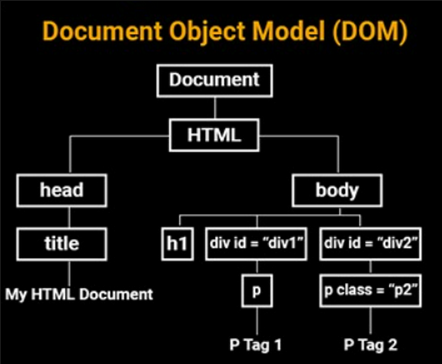 Document Object Model (DOM)
Document
HTML
head
body
title
h1
div id = “div1”
div id = “div2”
My HTML Document
p
p class = “p2”
P Tag 1
P Tag 2